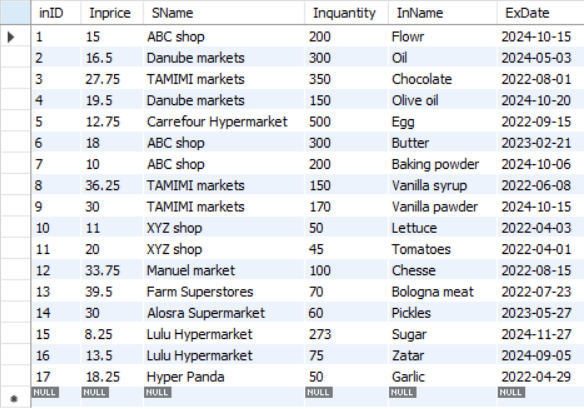 inID Inprice SName Inquantity InName ExDate
1 15 ABC shop 200 Flowr 2024-10-15
2 16.5 Danube markets 300 Oil 2024-05-03
3 27.75 TAMIMI markets 350 Chocolate 2022-08-01
4 19.5 Danube markets 150 Olive oil 2024-10-20
5 12.75 Carrefour Hypermarket 500 Egg 2022-09-15
6 18 ABC shop 300 Butter 2023-02-21
7 10 ABC shop 200 Baking powder 2024-10-06
8 36.25 TAMIMI markets 150 Vanilla syrup 2022-06-08
9 30 TAMIMI markets 170 Vanilla pawder 2024-10-15
10 11 XYZ shop 50 Lettuce 2022-04-03
11 20 XYZ shop 45 Tomatoes 2022-04-01
12 33.75 Manuel market 100 Chesse 2022-08-15
13 39.5 Farm Superstores 70 Bologna meat 2022-07-23
14 30 Alosra Supermarket 60 Pickles 2023-05-27
15 8.25 Lulu Hypermarket 273 Sugar 2024-11-27
16 13.5 Lulu Hypermarket 75 Zatar 2024-09-05
17 18.25 Hyper Panda 50 Garlic 2022-04-29
NULL NULL NULL NULL NULL NULL